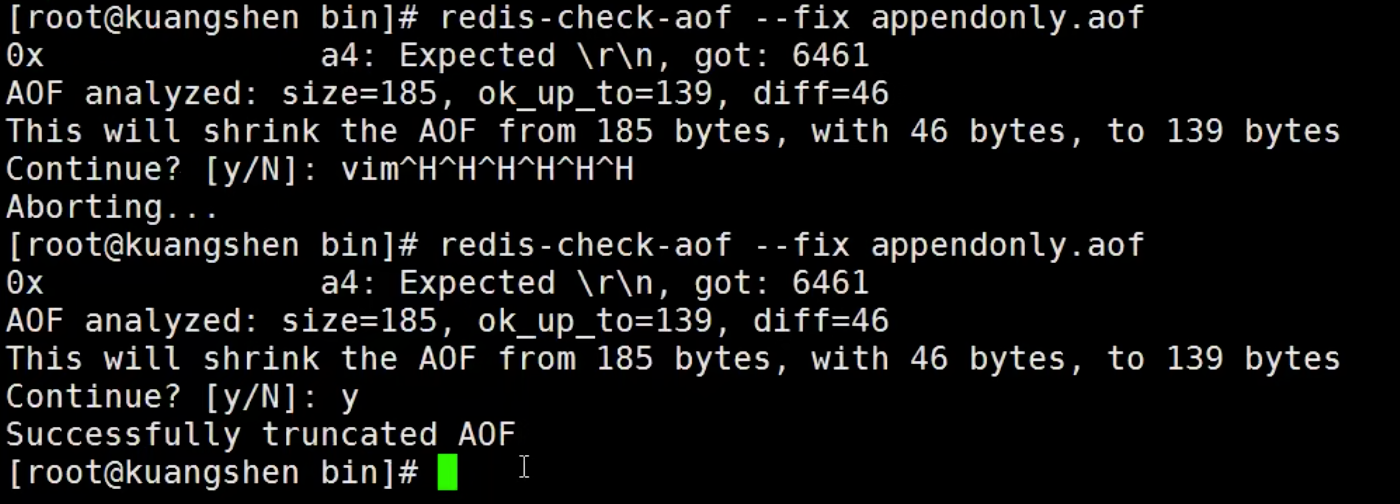 [root@kuangshen bin]# redis-check-aof --fix appendonly.aof
0x              a4: Expected \r\n, got: 6461
AOF analyzed: size=185, ok_up_to=139, diff=46
This will shrink the AOF from 185 bytes, with 46 bytes, to 139 bytes
Continue? [y/N]: vim^H^H^H^H^H^H
Aborting...
[root@kuangshen bin]# redis-check-aof --fix appendonly.aof
0x              a4: Expected \r\n, got: 6461
AOF analyzed: size=185, ok_up_to=139, diff=46
This will shrink the AOF from 185 bytes, with 46 bytes, to 139 bytes
Continue? [y/N]: y
Successfully truncated AOF
[root@kuangshen bin]#